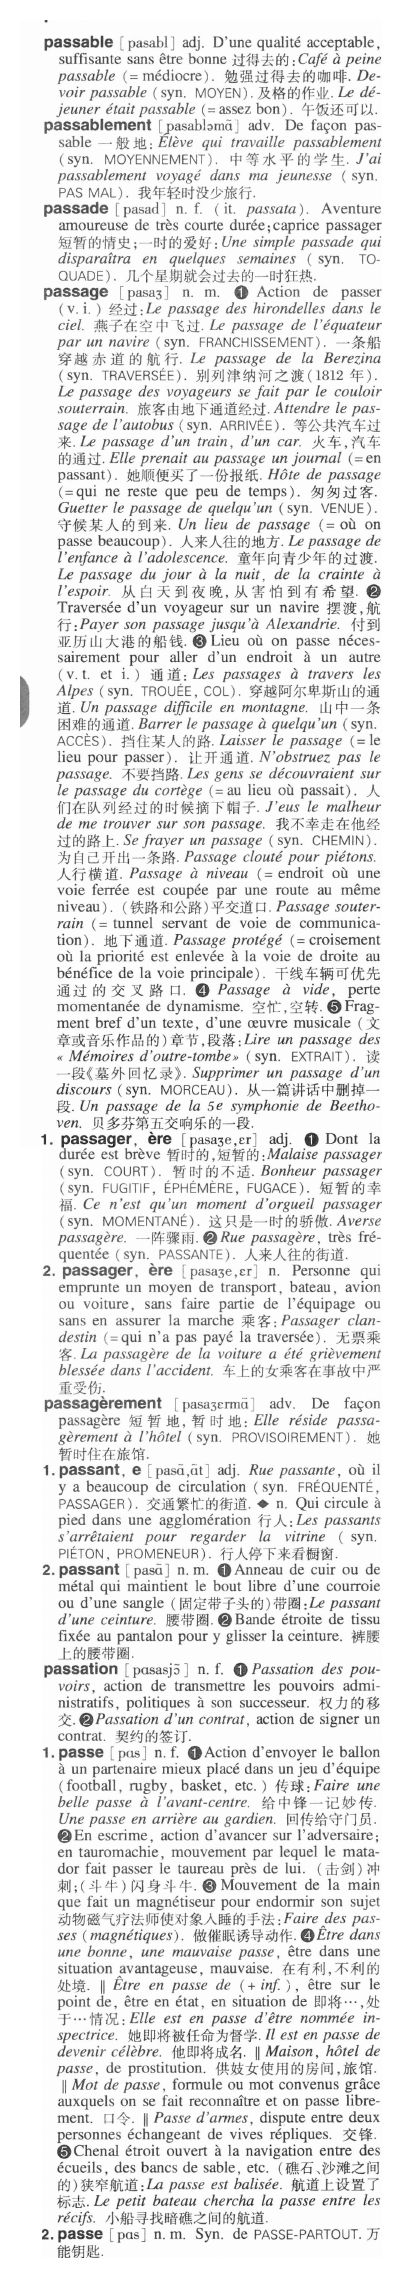 passable [pasabl] adj. D'une qualité acceptable,
suffisante sans être bonne 过得去的:Café à peine
passable (= médiocre). 勉强过得去的咖啡. De-
voir passable (syn. MOYEN). 及格的作业. Le dé-
jeuner était passable (= assez bon). 午饭还可以.
passablement [pasabləmɑ̃] adv. De façon pas-
sable 一般地: Élève qui travaille passablement
(syn. MOYENNEMENT). 中等水平的学生. J'ai
passablement voyagé dans ma jeunesse (syn.
PAS MAL). 我年轻时没少旅行.
passade [pasad] n. f. (it. passata). Aventure
amoureuse de très courte durée;caprice passager
短暂的情史;一时的爱好:Une simple passade qui
disparaîtra en quelques semaines (syn. TO-
QUADE). 几个星期就会过去的一时狂热.
passage [pasaʒ] n. m. ❶ Action de passer
(v. i.) 经过:Le passage des hirondelles dans le
ciel. 燕子在空中飞过. Le passage de l'équateur
par un navire (syn. FRANCHISSEMENT). 一条船
穿越赤道的航行. Le passage de la Berezina
(syn. TRAVERSÉE). 别列津纳河之渡(1812 年).
Le passage des voyageurs se fait par le couloir
souterrain. 旅客由地下通道经过. Attendre le pas-
sage de l'autobus (syn. ARRIVÉE). 等公共汽车过
来. Le passage d'un train, d'un car. 火车,汽车
的通过. Elle prenait au passage un journal (= en
passant). 她顺便买了一份报纸. Hôte de passage
(= qui ne reste que peu de temps). 匆匆过客.
Guetter le passage de quelqu'un (syn. VENUE).
守候某人的到来. Un lieu de passage (= où on
passe beaucoup). 人来人往的地方. Le passage de
l'enfance à l'adolescence. 童年向青少年的过渡.
Le passage du jour à la nuit, de la crainte à
l'espoir. 从白天到夜晚,从害怕到有希望. ❷
Traversée d'un voyageur sur un navire 摆渡,航
行:Payer son passage jusqu'à Alexandrie. 付到
亚历山大港的船钱. ❸ Lieu où on passe néces-
sairement pour aller d'un endroit à un autre
(v. t. et i.) 通道: Les passages à travers les
Alpes (syn. TROUÉE, COL). 穿越阿尔卑斯山的通
道. Un passage difficile en montagne. 山中一条
困难的通道. Barrer le passage à quelqu'un (syn.
ACCÈS). 挡住某人的路. Laisser le passage (= le
lieu pour passer). 让开通道. N'obstruez pas le
passage. 不要挡路. Les gens se découvraient sur
le passage du cortège (= au lieu où passait). 人
们在队列经过的时候摘下帽子. J'eus le malheur
de me trouver sur son passage. 我不幸走在他经
过的路上. Se frayer un passage (syn. CHEMIN).
为自己开出一条路. Passage clouté pour piétons.
人行横道. Passage à niveau (= endroit où une
voie ferrée est coupée par une route au même
niveau). (铁路和公路)平交道口. Passage souter-
rain (= tunnel servant de voie de communica-
tion). 地下通道. Passage protégé (= croisement
où la priorité est enlevée à la voie de droite au
bénéfice de la voie principale). 干线车辆可优先
通过的交叉路口. ❹ Passage à vide, perte
momentanée de dynamisme. 空忙,空转. ❺ Frag-
ment bref d'un texte, d'une œuvre musicale (文
章或音乐作品的)章节,段落:Lire un passage des
« Mémoires d'outre-tombe» (syn. EXTRAIT). 读
一段《墓外回忆录》. Supprimer un passage d'un
discours (syn. MORCEAU). 从一篇讲话中删掉一
段. Un passage de la 5e symphonie de Beetho-
ven. 贝多芬第五交响乐的一段.
1. passager, ère [pasaʒe,ɛr] adj. ❶ Dont la
durée est brève 暂时的,短暂的:Malaise passager
(syn. COURT). 暂时的不适. Bonheur passager
(syn. FUGITIF, ÉPHÉMÈRE, FUGACE). 短暂的幸
福. Ce n'est qu'un moment d'orgueil passager
(syn. MOMENTANÉ). 这只是一时的骄傲. Averse
passagère. 一阵骤雨. ❷ Rue passagère, très fré-
quentée (syn. PASSANTE). 人来人往的街道.
2. passager, ère [pasaʒe,ɛr] n. Personne qui
emprunte un moyen de transport, bateau, avion
ou voiture, sans faire partie de l'équipage ou
sans en assurer la marche 乘客: Passager clan-
destin (= qui n'a pas payé la traversée). 无票乘
客. La passagère de la voiture a été grièvement
blessée dans l'accident. 车上的女乘客在事故中严
重受伤.
passagèrement [pasaʒɛrmɑ̃] adv. De façon
passagère 短暂地,暂时地: Elle réside passa-
gèrement à l'hôtel (syn. PROVISOIREMENT). 她
暂时住在旅馆.
1. passant, e [pasɑ̃,ɑ̃t] adj. Rue passante, où il
y a beaucoup de circulation (syn. FRÉQUENTÉ,
PASSAGER). 交通繁忙的街道. ◆ n. Qui circule à
pied dans une agglomération 行人:Les passants
s'arrêtaient pour regarder la vitrine (syn.
PIÉTON, PROMENEUR). 行人停下来看橱窗.
2. passant [pasɑ̃] n. m. ❶ Anneau de cuir ou de
métal qui maintient le bout libre d'une courroie
ou d'une sangle (固定带子头的)带圈:Le passant
d'une ceinture. 腰带圈. ❷ Bande étroite de tissu
fixée au pantalon pour y glisser la ceinture. 裤腰
上的腰带圈.
passation [pɑsasjɔ̃] n. f. ❶ Passation des pou-
voirs, action de transmettre les pouvoirs admi-
nistratifs, politiques à son successeur. 权力的移
交. ❷ Passation d'un contrat, action de signer un
contrat. 契约的签订.
1. passe [pɑs] n. f. ❶ Action d'envoyer le ballon
à un partenaire mieux placé dans un jeu d'équipe
(football, rugby, basket, etc.) 传球:Faire une
belle passe à l'avant-centre. 给中锋一记妙传.
Une passe en arrière au gardien. 回传给守门员.
❷ En escrime, action d'avancer sur l'adversaire;
en tauromachie, mouvement par lequel le mata-
dor fait passer le taureau près de lui. (击剑)冲
刺;(斗牛)闪身斗牛. ❸ Mouvement de la main
que fait un magnétiseur pour endormir son sujet
动物磁气疗法师使对象入睡的手法:Faire des pas-
ses (magnétiques). 做催眠诱导动作. ❹ Être dans
une bonne, une mauvaise passe, être dans une
situation avantageuse, mauvaise. 在有利,不利的
处境. ‖ Être en passe de (+ inf.), être sur le
point de, être en état, en situation de 即将…,处
于…情况: Elle est en passe d'être nommée in-
spectrice. 她即将被任命为督学. Il est en passe de
devenir célèbre. 他即将成名. ‖ Maison, hôtel de
passe, de prostitution. 供妓女使用的房间,旅馆.
‖ Mot de passe, formule ou mot convenus grâce
auxquels on se fait reconnaître et on passe libre-
ment. 口令. ‖ Passe d'armes, dispute entre deux
personnes échangeant de vives répliques. 交锋.
❺ Chenal étroit ouvert à la navigation entre des
écueils, des bancs de sable, etc. (礁石、沙滩之间
的)狭窄航道:La passe est balisée. 航道上设置了
标志. Le petit bateau chercha la passe entre les
récifs. 小船寻找暗礁之间的航道.
2. passe [pɑs] n. m. Syn. de PASSE-PARTOUT. 万
能钥匙.